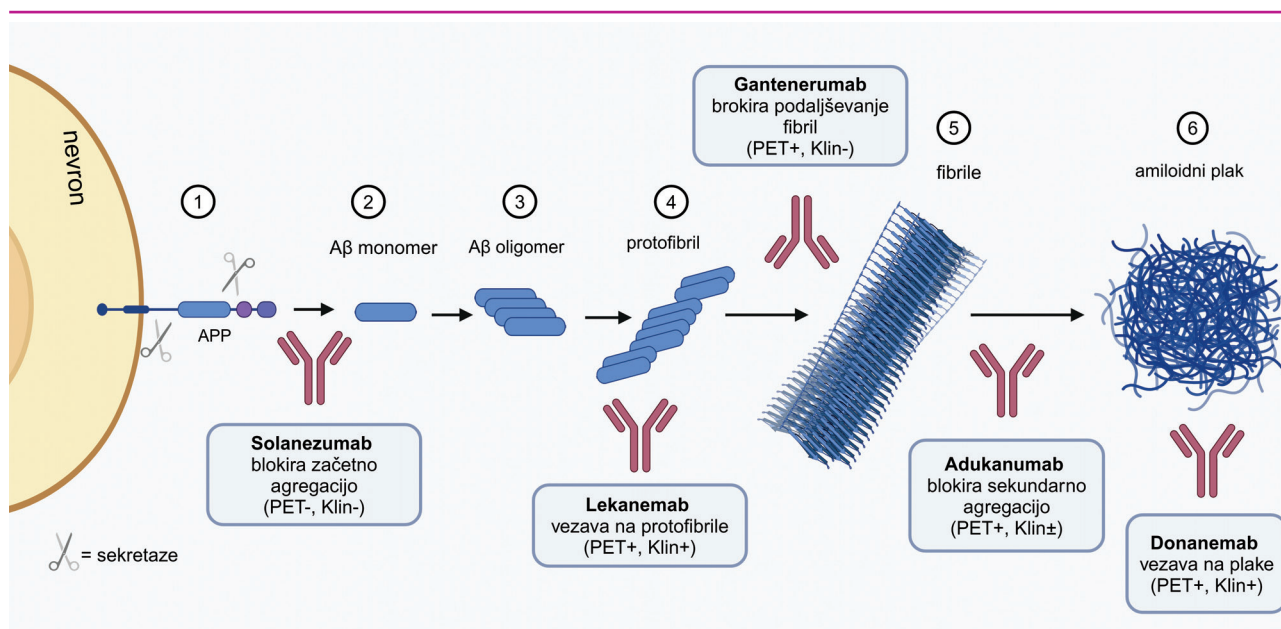 nevron
1
APP
Solanezumab
blokira začetno
agregacijo
(PET-, Klin-)
= sekretaze
2
Aβ monomer
3
Aβ oligomer
4
protofibril
Lekanemab
vezava na protofibrile
(PET+, Klin+)
Gantenerumab
brokira podaljševanje
fibril
(PET+, Klin-)
5
fibrile
Adukanumab
blokira sekundarno
agregacijo
(PET+, Klin±)
6
amiloidni plak
Donanemab
vezava na plake
(PET+, Klin+)